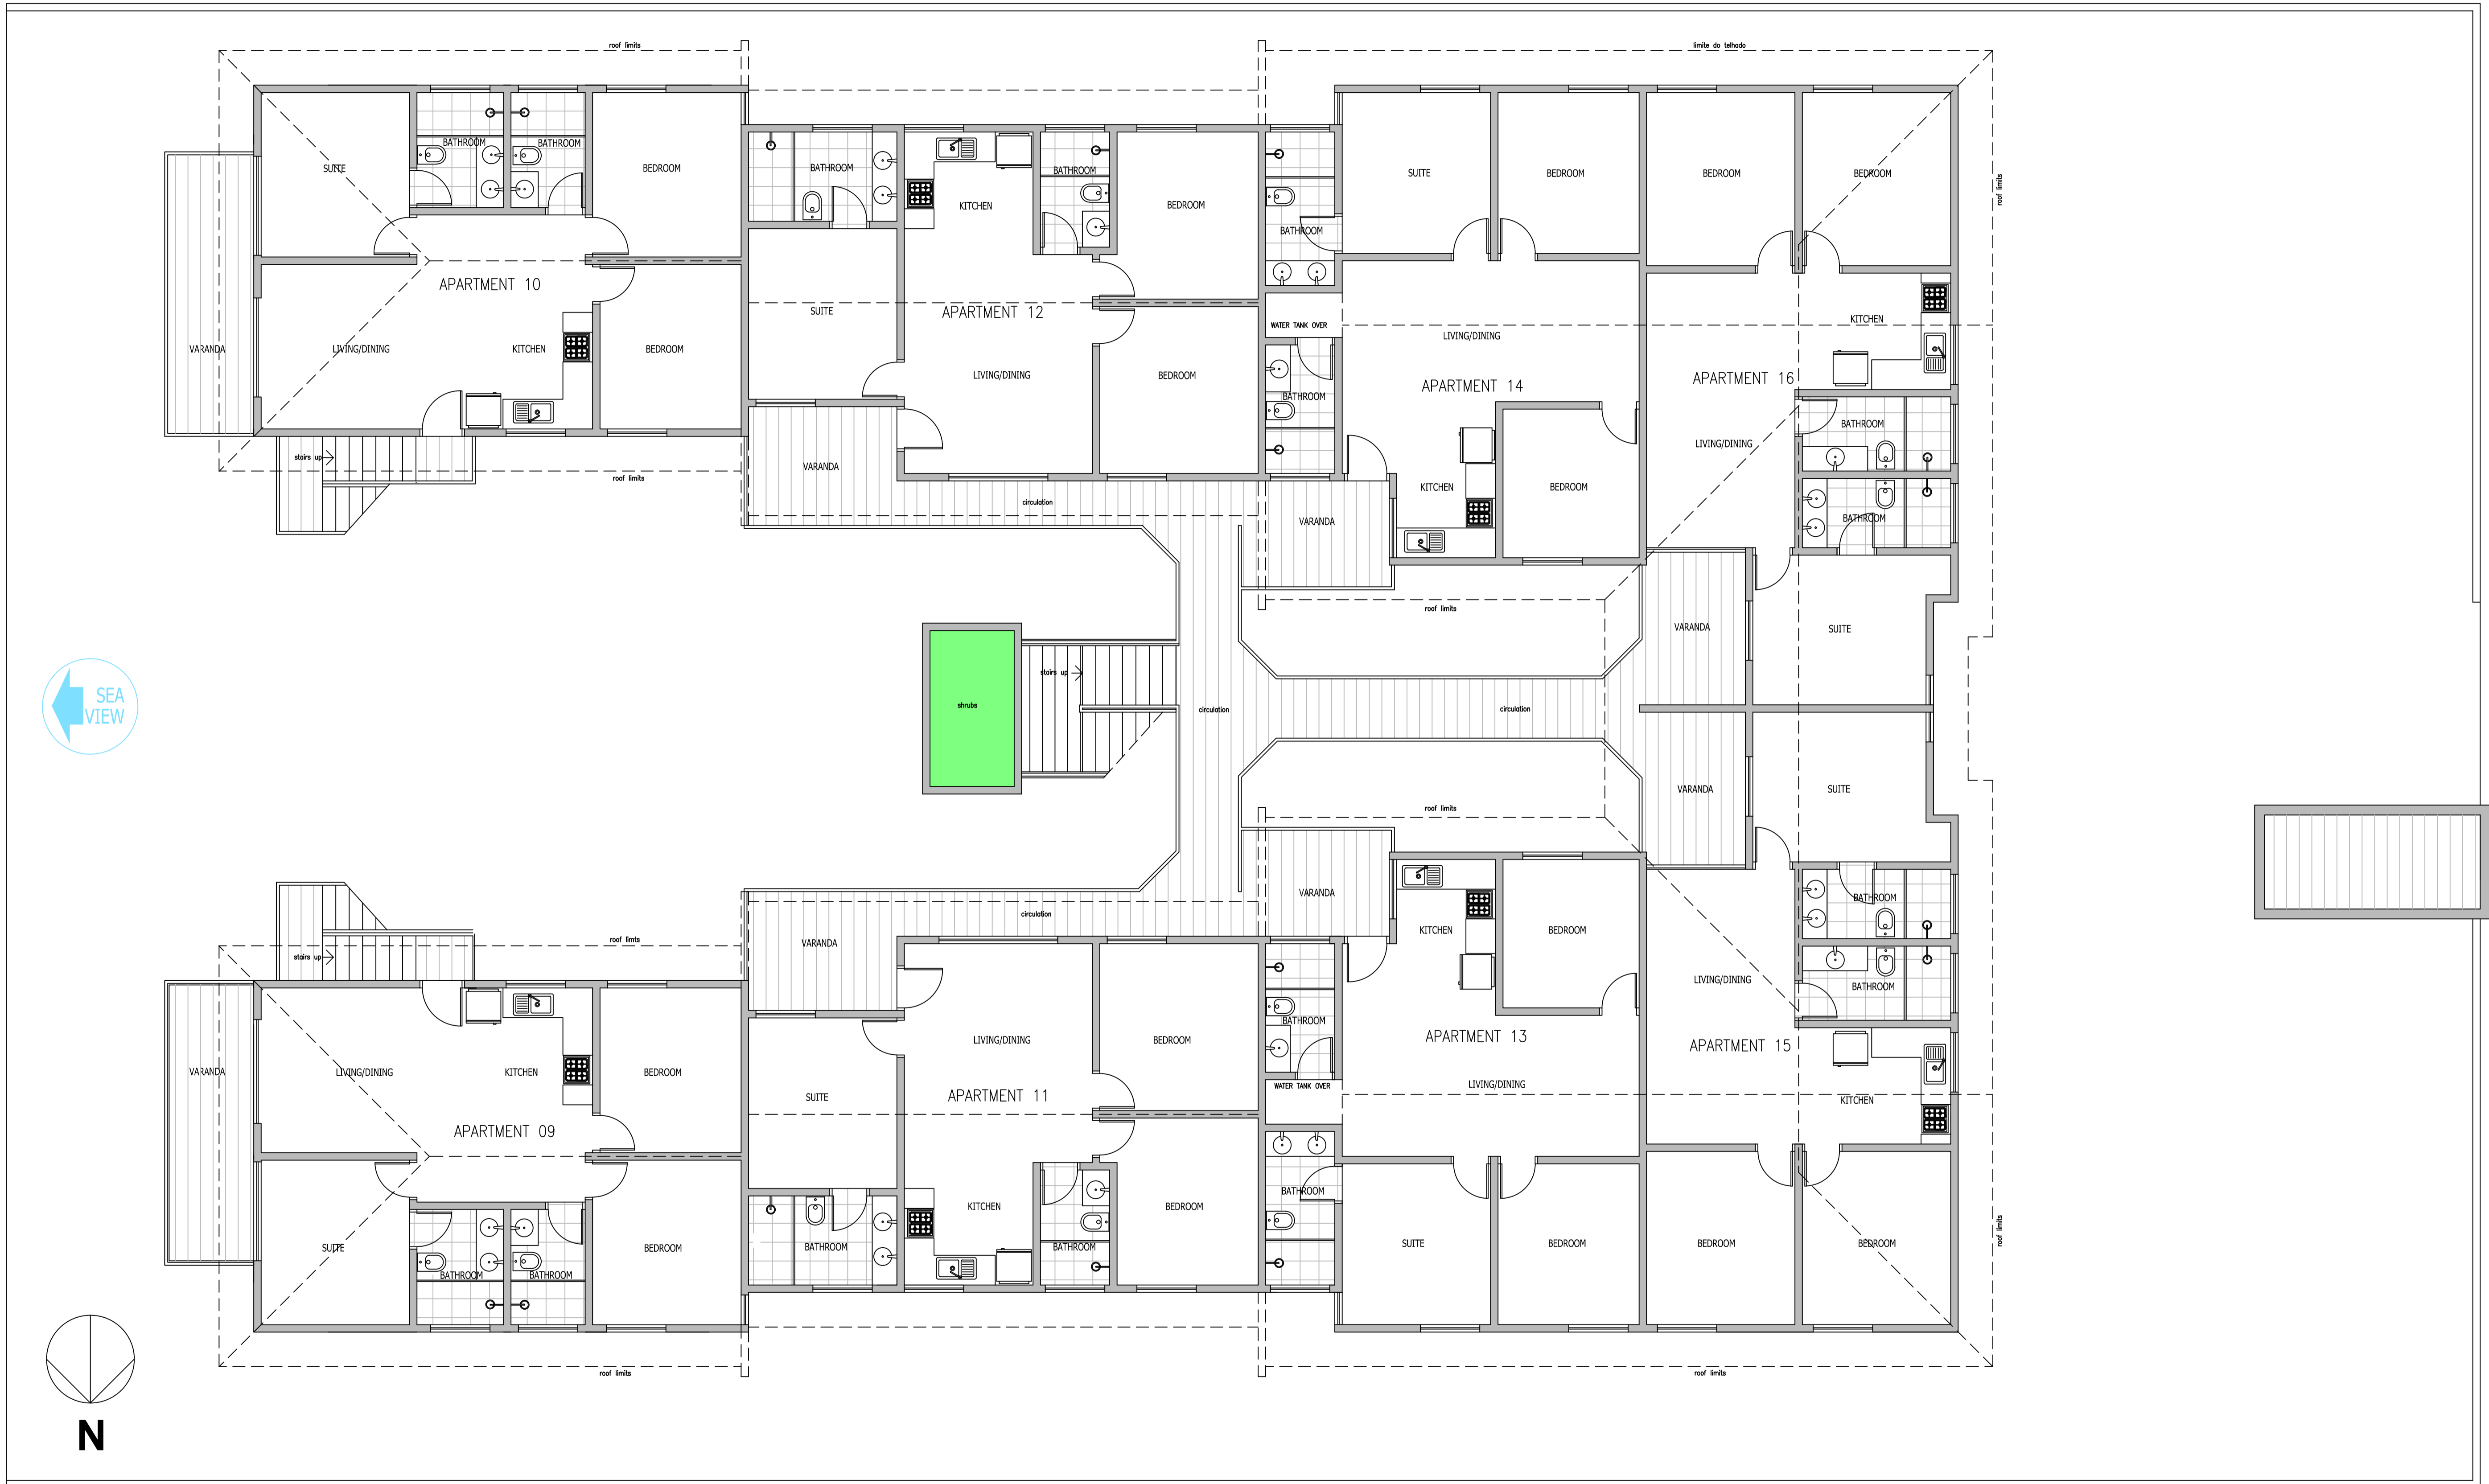 roof limits
limite do telhado
BATHROOM
BATHROOM
SUITE
BEDROOM
BATHROOM
BATHROOM
SUITE
BEDROOM
BEDROOM
BEDROOM
roof limits
KITCHEN
BEDROOM
BATHROOM
APARTMENT 10
SUITE
APARTMENT 12
WATER TANK OVER
KITCHEN
LIVING/DINING
VARANDA
LIVING/DINING
KITCHEN
BEDROOM
LIVING/DINING
BEDROOM
APARTMENT 14
APARTMENT 16
BATHROOM
BATHROOM
LIVING/DINING
stairs up
VARANDA
roof limits
KITCHEN
BEDROOM
circulation
VARANDA
BATHROOM
roof limits
VARANDA
SUITE
SEA
VIEW
stairs up
shrubs
circulation
circulation
VARANDA
SUITE
roof limits
VARANDA
BATHROOM
circulation
KITCHEN
BEDROOM
roof limts
VARANDA
stairs up
LIVING/DINING
BATHROOM
BATHROOM
LIVING/DINING
BEDROOM
APARTMENT 13
APARTMENT 15
VARANDA
LIVING/DINING
KITCHEN
BEDROOM
SUITE
APARTMENT 11
WATER TANK OVER
LIVING/DINING
KITCHEN
APARTMENT 09
KITCHEN
BEDROOM
BATHROOM
SUITE
BEDROOM
BATHROOM
BATHROOM
SUITE
BEDROOM
BEDROOM
BEDROOM
roof limits
BATHROOM
BATHROOM
roof limits
roof limits
N